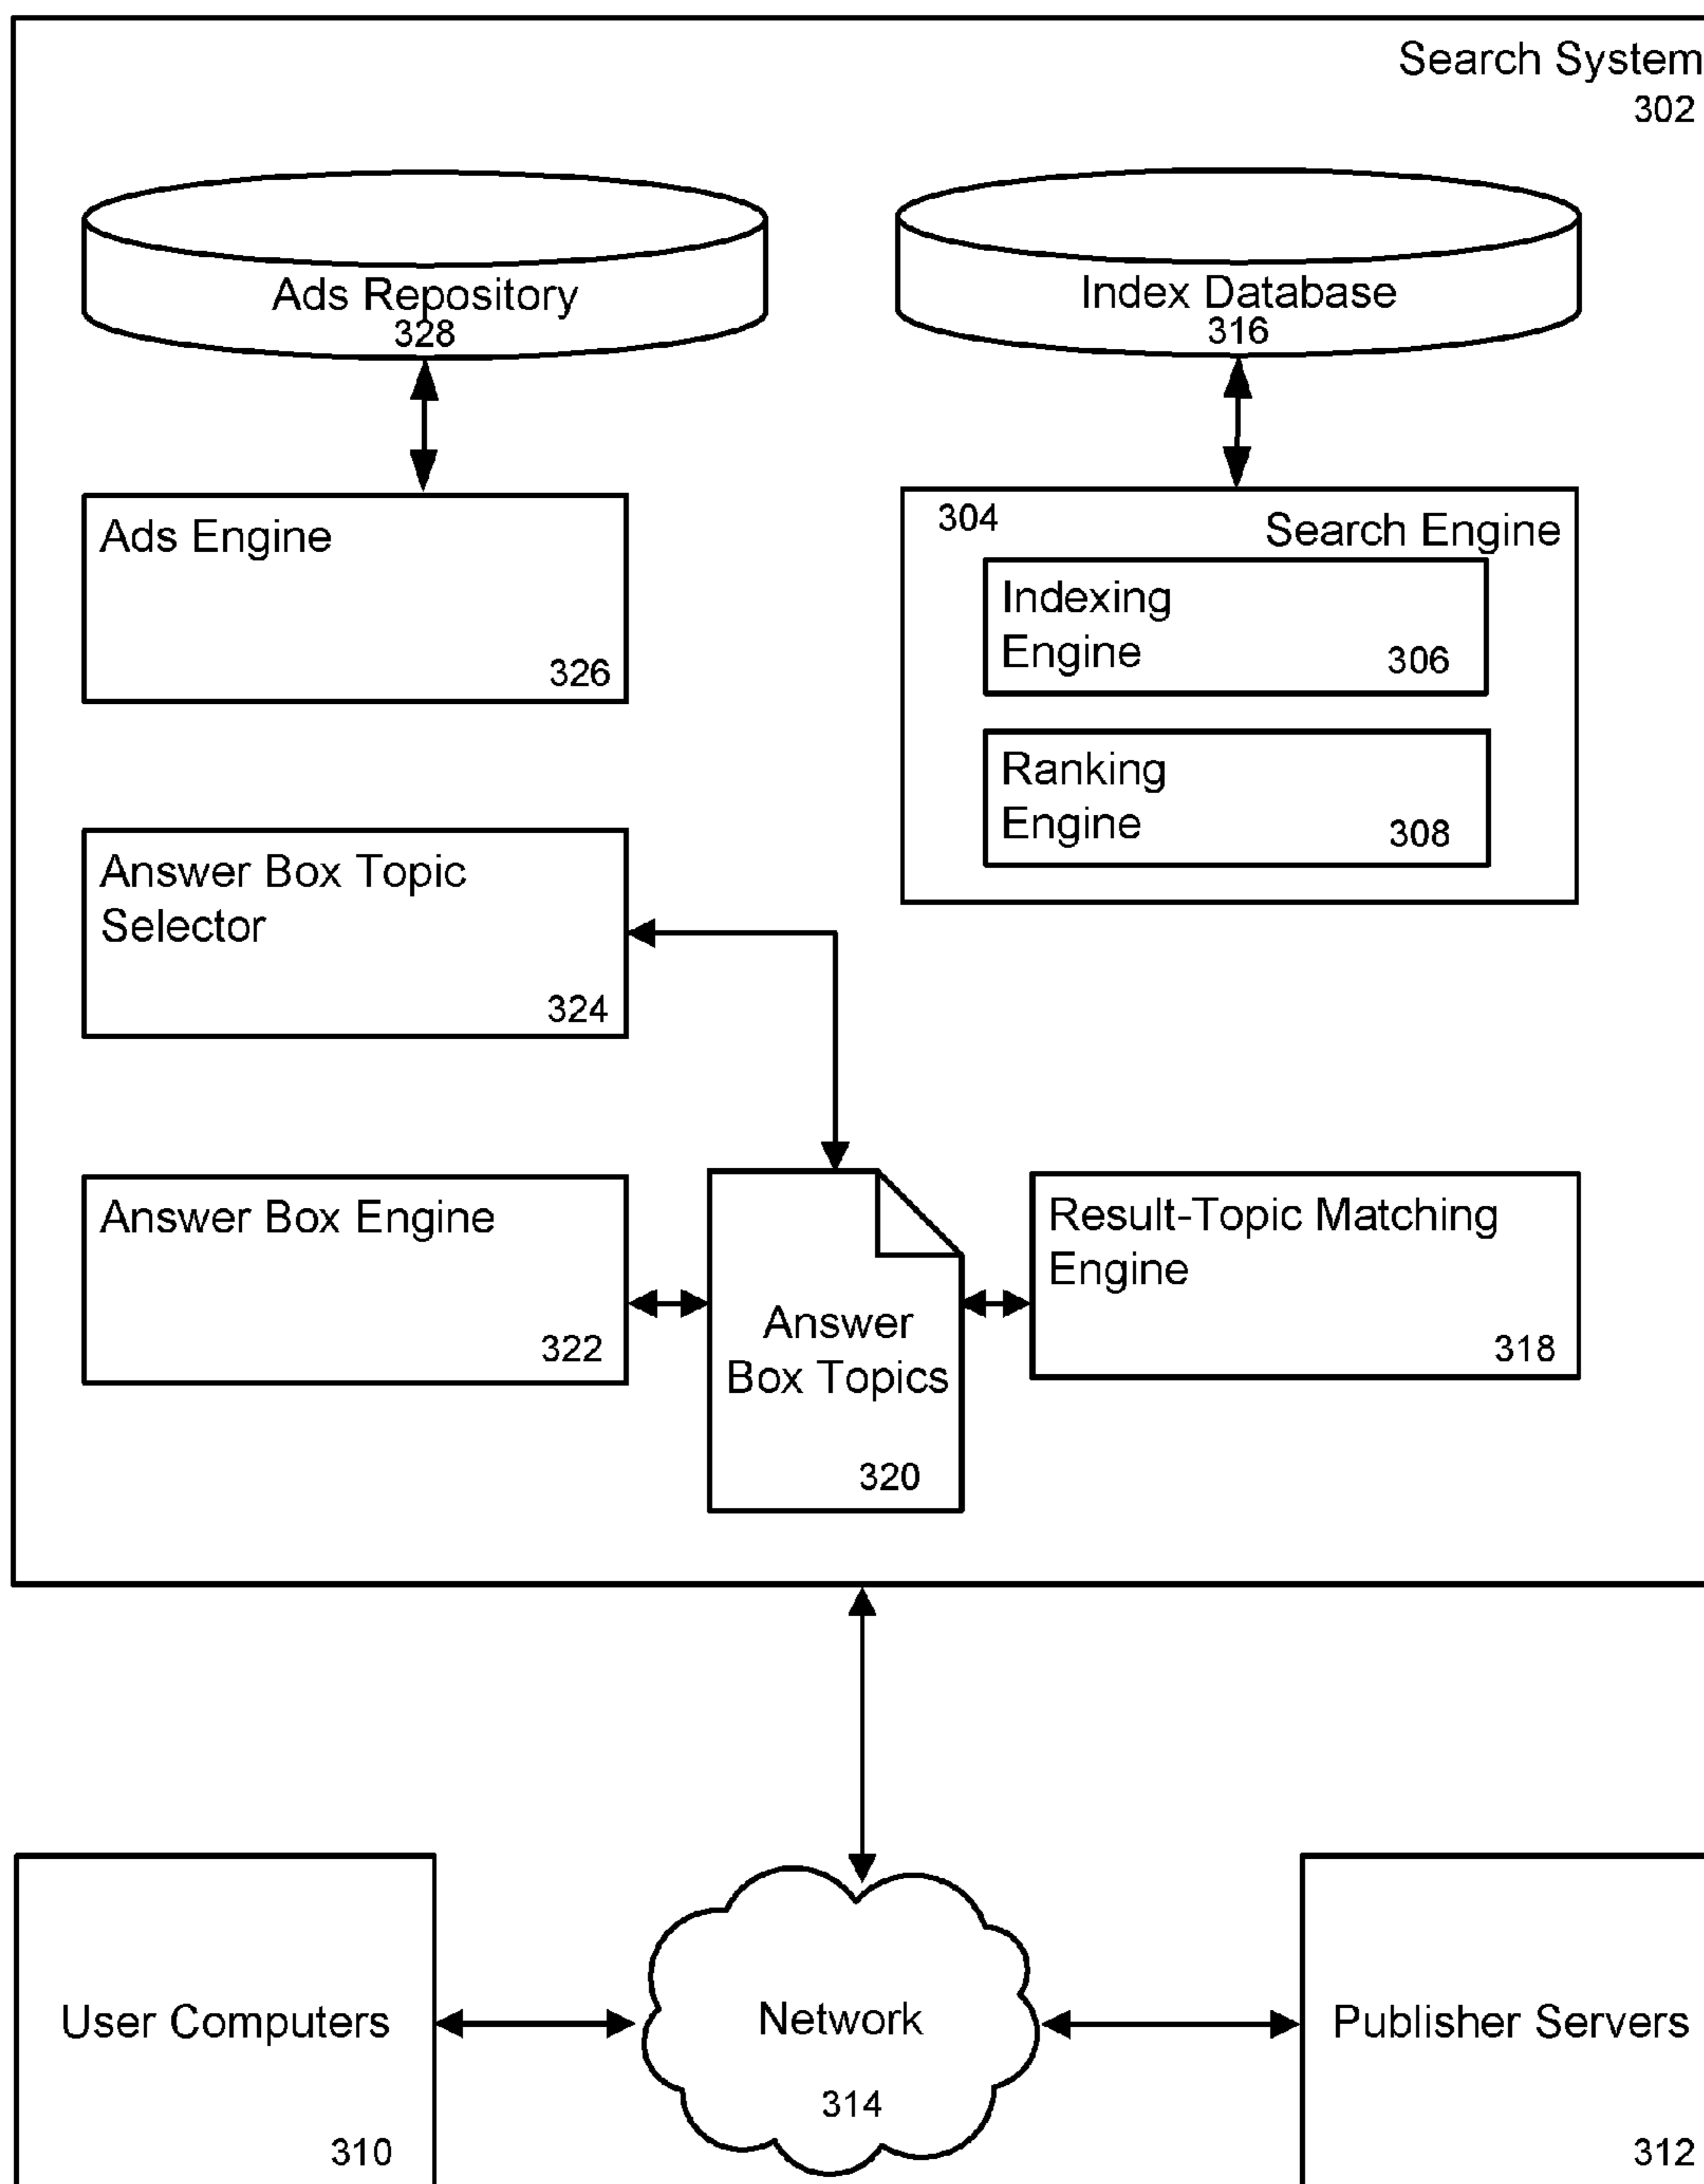 Search System
302
Ads Repository
328
Index Database
316
Ads Engine
326
304
Search Engine
Indexing
Engine
306
Ranking
Engine
308
Answer Box Topic
Selector
324
Answer Box Engine
322
Answer
Box Topics
320
Result-Topic Matching
Engine
318
User Computers
310
Network
314
Publisher Servers
312